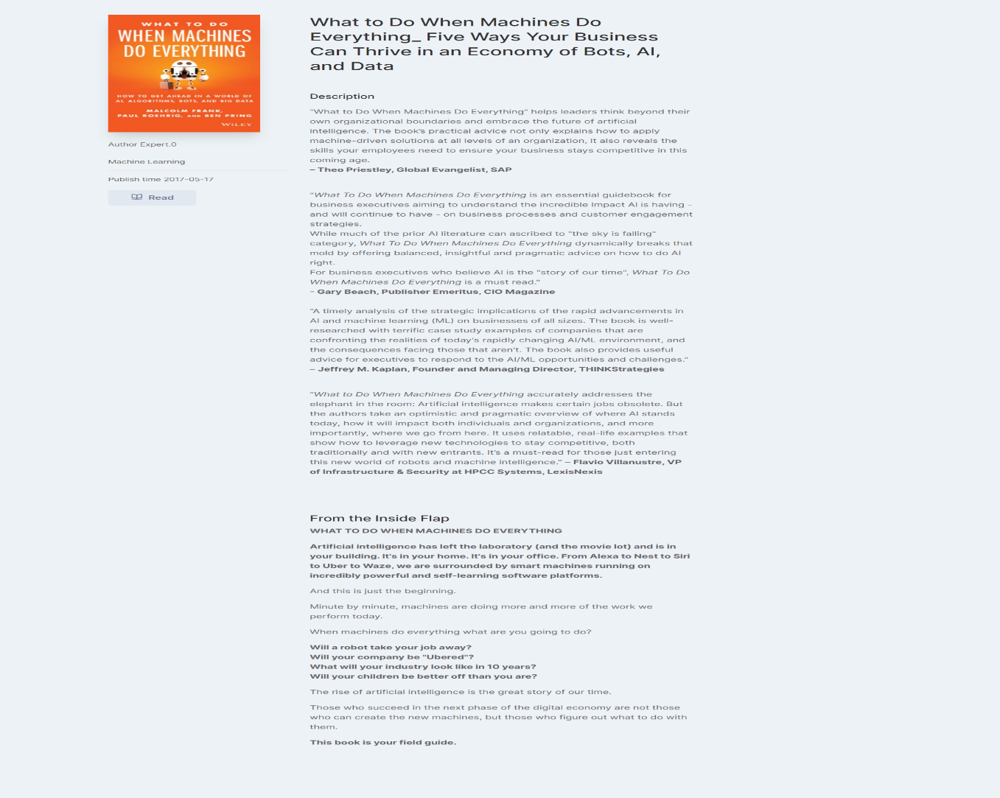 WHAT TO DO
WHEN MACHINES
DO EVERYTHING
HOW TO GET AHEAD IN A WORLD OF
AI, ALGORITHMS, BOTS, AND BIG DATA
MALCOLM FRANK,
PAUL ROEHRIG, AND BEN PRING
WILEY
Author Expert.0
Machine Learning
Publish time 2017-05-17
Read
What to Do When Machines Do
Everything_ Five Ways Your Business
Can Thrive in an Economy of Bots, AI,
and Data
Description
"What to Do When Machines Do Everything" helps leaders think beyond their
own organizational boundaries and embrace the future of artificial
intelligence. The book's practical advice not only explains how to apply
machine-driven solutions at all levels of an organization, it also reveals the
skills your employees need to ensure your business stays competitive in this
coming age.
– Theo Priestley, Global Evangelist, SAP
"What To Do When Machines Do Everything is an essential guidebook for
business executives aiming to understand the incredible Impact AI is having -
and will continue to have - on business processes and customer engagement
strategies.
While much of the prior AI literature can ascribed to "the sky is falling"
category, What To Do When Machines Do Everything dynamically breaks that
mold by offering balanced, insightful and pragmatic advice on how to do AI
right.
For business executives who believe AI is the "story of our time", What To Do
When Machines Do Everything is a must read."
- Gary Beach, Publisher Emeritus, CIO Magazine
"A timely analysis of the strategic implications of the rapid advancements in
AI and machine learning (ML) on businesses of all sizes. The book is well-
researched with terrific case study examples of companies that are
confronting the realities of today's rapidly changing AI/ML environment, and
the consequences facing those that aren't. The book also provides useful
advice for executives to respond to the AI/ML opportunities and challenges."
– Jeffrey M. Kaplan, Founder and Managing Director, THINKStrategies
"What to Do When Machines Do Everything accurately addresses the
elephant in the room: Artificial intelligence makes certain jobs obsolete. But
the authors take an optimistic and pragmatic overview of where AI stands
today, how it will impact both individuals and organizations, and more
importantly, where we go from here. It uses relatable, real-life examples that
show how to leverage new technologies to stay competitive, both
traditionally and with new entrants. It's a must-read for those just entering
this new world of robots and machine intelligence." – Flavio Villanustre, VP
of Infrastructure & Security at HPCC Systems, LexisNexis
From the Inside Flap
WHAT TO DO WHEN MACHINES DO EVERYTHING
Artificial intelligence has left the laboratory (and the movie lot) and is in
your building. It's in your home. It's in your office. From Alexa to Nest to Siri
to Uber to Waze, we are surrounded by smart machines running on
incredibly powerful and self-learning software platforms.
And this is just the beginning.
Minute by minute, machines are doing more and more of the work we
perform today.
When machines do everything what are you going to do?
Will a robot take your job away?
Will your company be "Ubered"?
What will your industry look like in 10 years?
Will your children be better off than you are?
The rise of artificial intelligence is the great story of our time.
Those who succeed in the next phase of the digital economy are not those
who can create the new machines, but those who figure out what to do with
them.
This book is your field guide.